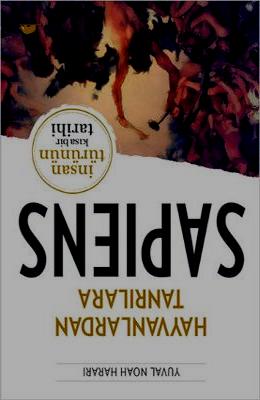 YUVAL NOAH HARARI
HAYVANLARDAN
TANRILARA
SAPIENS
insan
türünün
kısa bir
tarihi